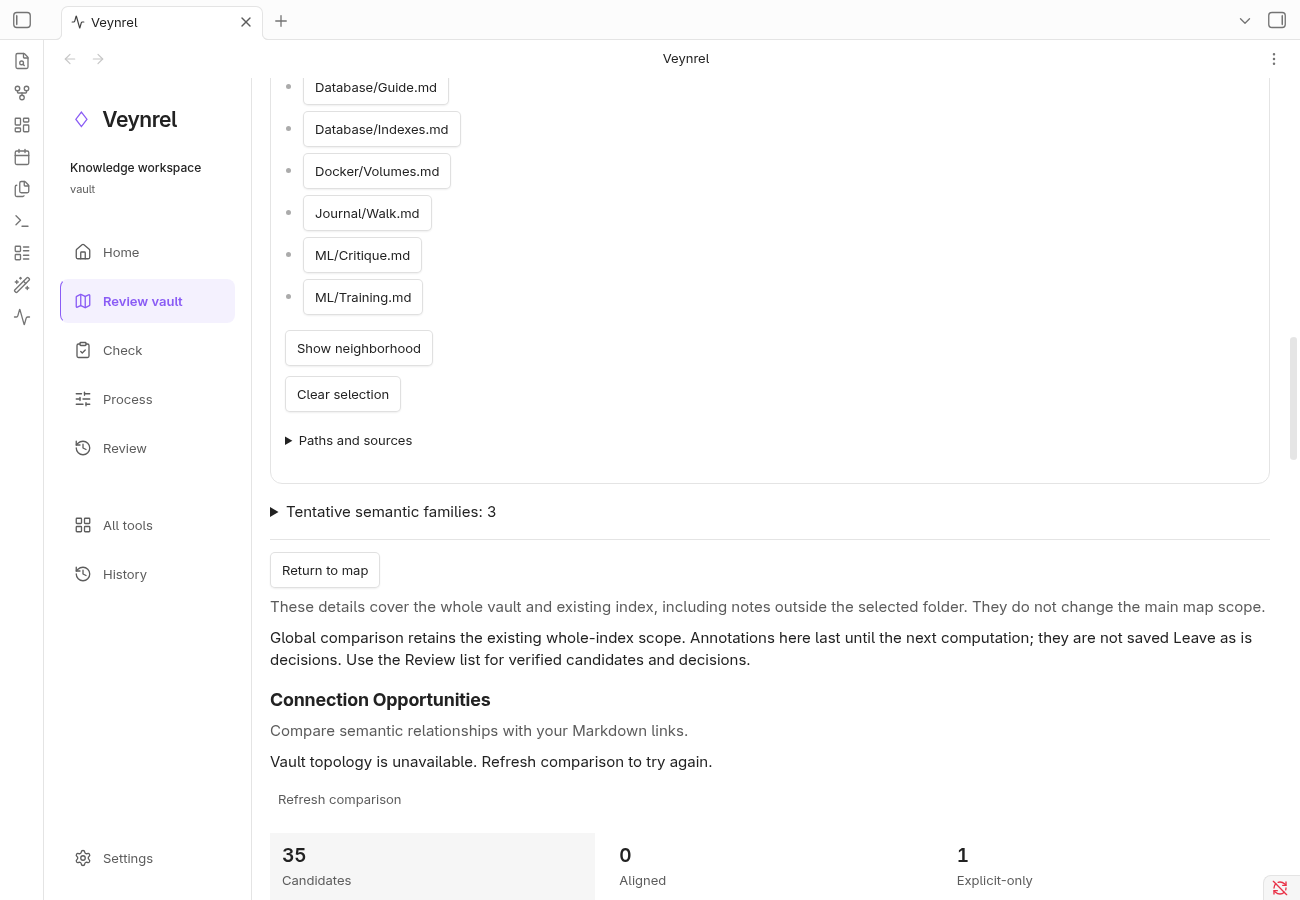 Veynrel
Veynrel
Veynrel
Knowledge workspace
vault
Home
Review vault
Check
Process
Review
All tools
History
Settings
Database/Guide.md
Database/Indexes.md
Docker/Volumes.md
Journal/Walk.md
ML/Critique.md
ML/Training.md
Show neighborhood
Clear selection
Paths and sources
Tentative semantic families: 3
Return to map
These details cover the whole vault and existing index, including notes outside the selected folder. They do not change the main map scope.
Global comparison retains the existing whole-index scope. Annotations here last until the next computation; they are not saved Leave as is
decisions. Use the Review list for verified candidates and decisions.
Connection Opportunities
Compare semantic relationships with your Markdown links.
Vault topology is unavailable. Refresh comparison to try again.
Refresh comparison
35
Candidates
0
Aligned
1
Explicit-only